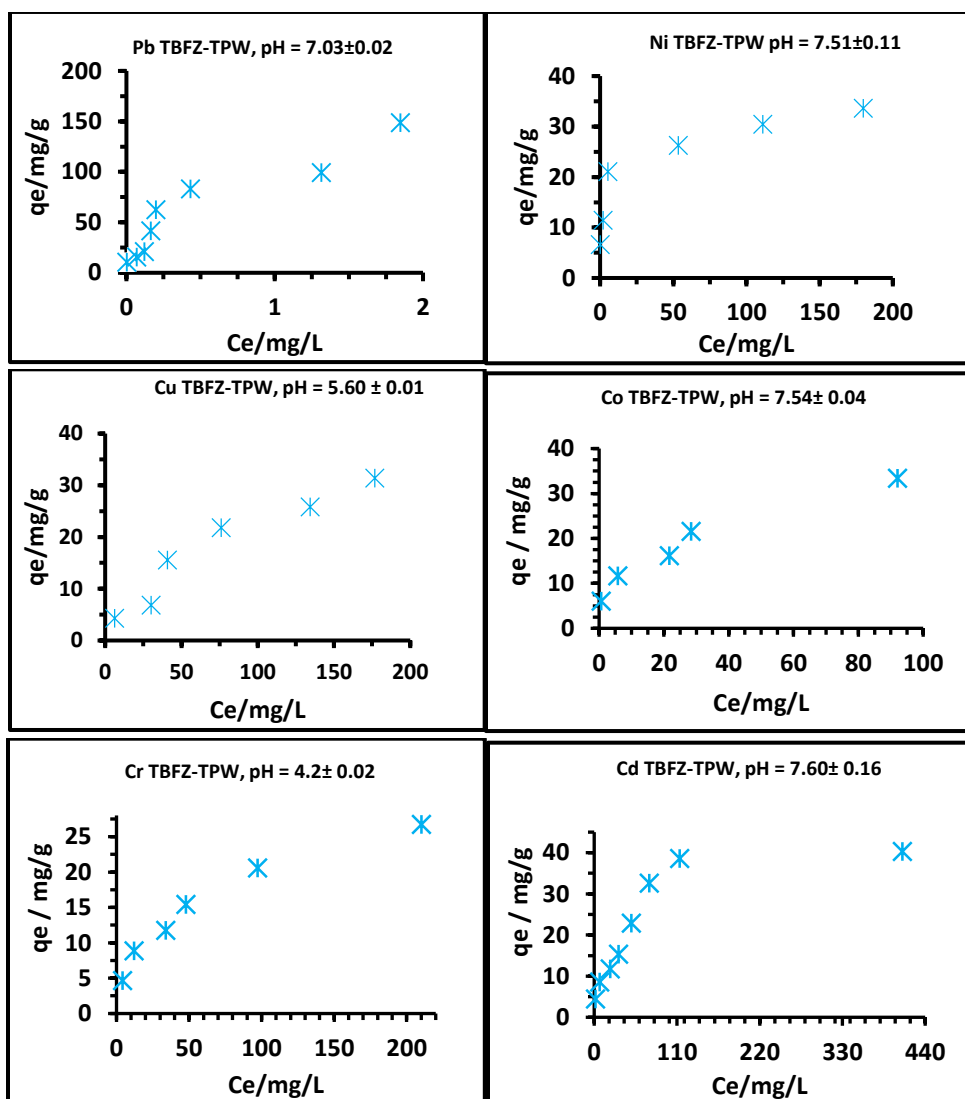 Pb TBFZ-TPW, pH = 7.03±0.02
200
150
100
50
0
qe/mg/g
0 1 2
Ce/mg/L
Ni TBFZ-TPW pH = 7.51±0.11
40
30
20
10
0
qe/mg/g
0 50 100 150 200
Ce/mg/L
Cu TBFZ-TPW, pH = 5.60 ± 0.01
40
30
20
10
0
qe/mg/g
0 50 100 150 200
Ce/mg/L
Co TBFZ-TPW, pH = 7.54± 0.04
40
30
20
10
0
qe / mg/g
0 20 40 60 80 100
Ce/mg/L
Cr TBFZ-TPW, pH = 4.2± 0.02
25
20
15
10
5
0
qe / mg/g
0 50 100 150 200
Ce/mg/L
Cd TBFZ-TPW, pH = 7.60± 0.16
40
30
20
10
0
qe / mg/g
0 110 220 330 440
Ce/mg/L